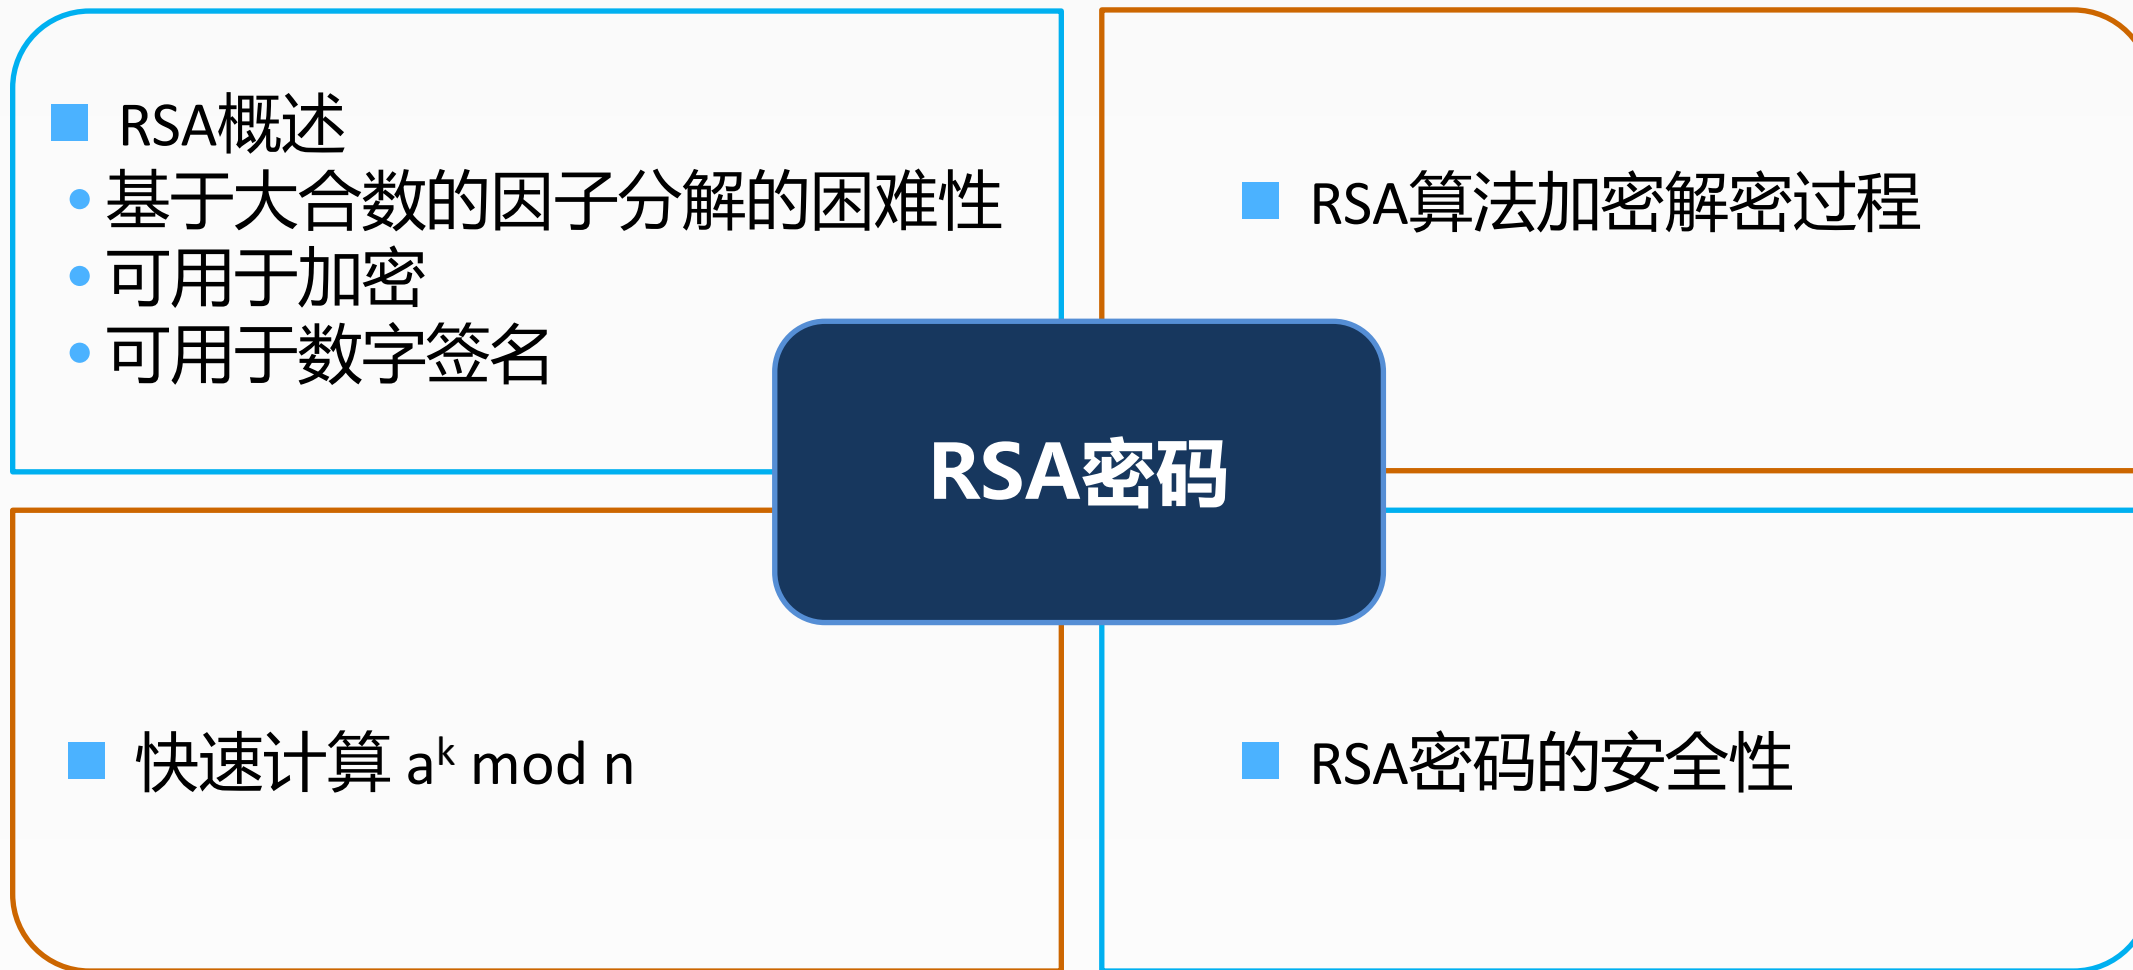 RSA概述
基于大合数的因子分解的困难性
可用于加密
可用于数字签名
RSA算法加密解密过程
RSA密码
快速计算 aᵏ mod n
RSA密码的安全性